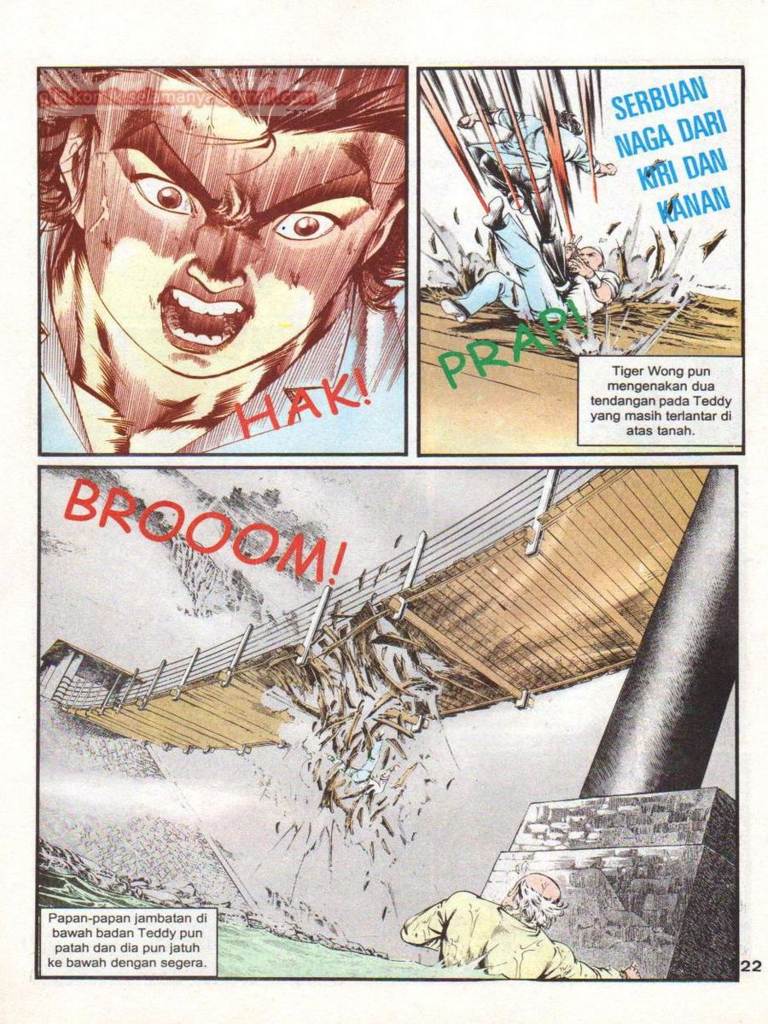 HAK!
SERBUAN
NAGA DARI
KIRI DAN
KANAN
PRAP!
Tiger Wong pun
mengenakan dua
tendangan pada Teddy
yang masih terlantar di
atas tanah.
BROOOM!
Papan-papan jambatan di
bawah badan Teddy pun
patah dan dia pun jatuh
ke bawah dengan segera.
22